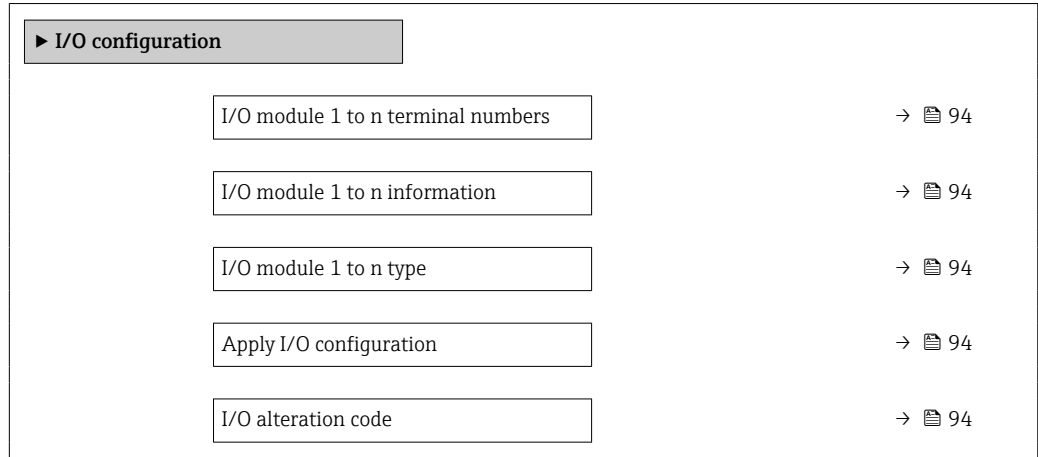 ► I/O configuration
I/O module 1 to n terminal numbers → 94
I/O module 1 to n information → 94
I/O module 1 to n type → 94
Apply I/O configuration → 94
I/O alteration code → 94